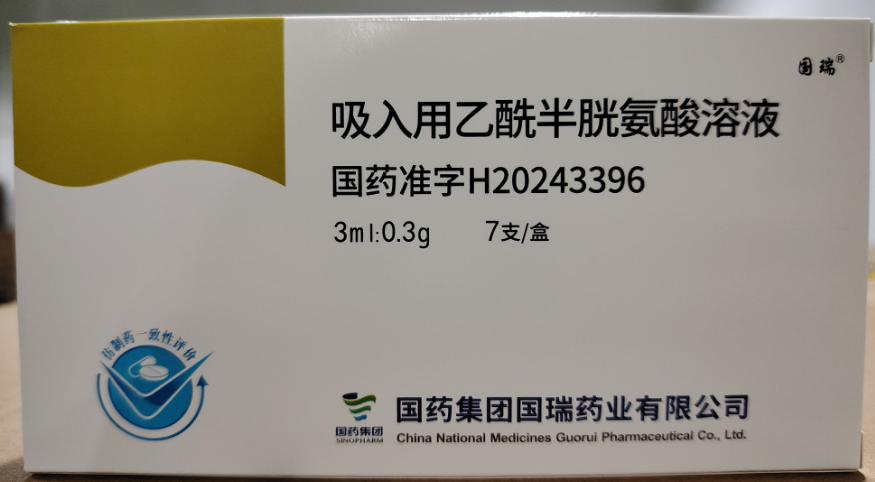 国瑞®
吸入用乙酰半胱氨酸溶液
国药准字H20243396
3ml:0.3g 7支/盒
仿制药一致性评价
国药集团
SINOPHARM
国药集团国瑞药业有限公司
China National Medicines Guorui Pharmaceutical Co., Ltd.